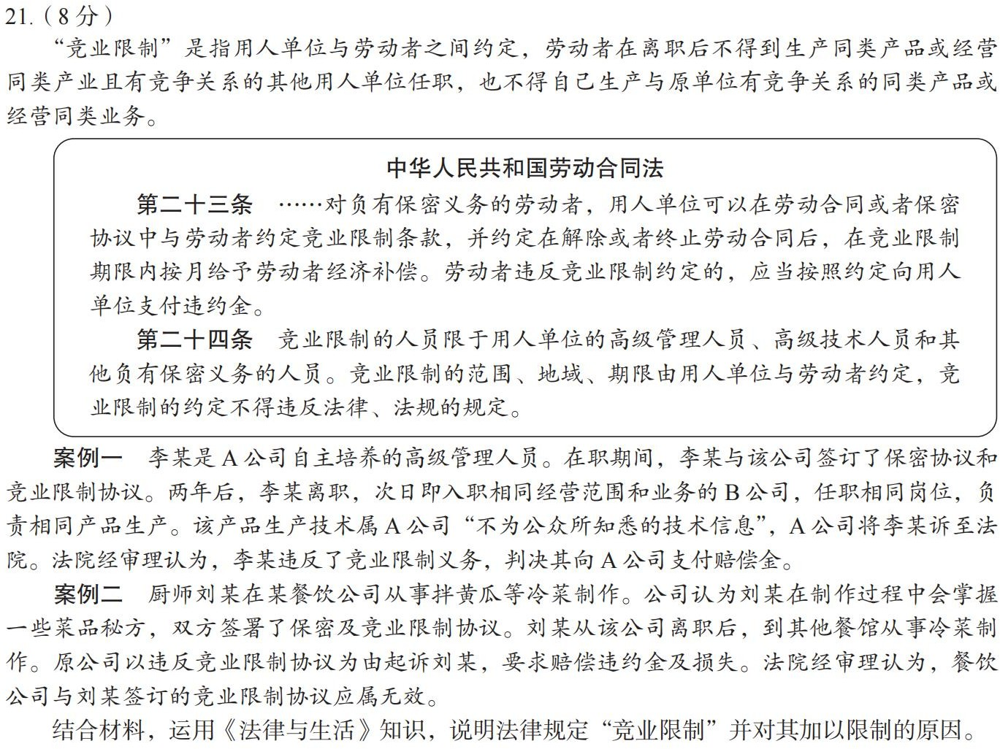 21.（8 分）
“竞业限制”是指用人单位与劳动者之间约定，劳动者在离职后不得到生产同类产品或经营
同类产业且有竞争关系的其他用人单位任职，也不得自己生产与原单位有竞争关系的同类产品或
经营同类业务。
中华人民共和国劳动合同法
第二十三条　……对负有保密义务的劳动者，用人单位可以在劳动合同或者保密
协议中与劳动者约定竞业限制条款，并约定在解除或者终止劳动合同后，在竞业限制
期限内按月给予劳动者经济补偿。劳动者违反竞业限制约定的，应当按照约定向用人
单位支付违约金。
第二十四条　竞业限制的人员限于用人单位的高级管理人员、高级技术人员和其
他负有保密义务的人员。竞业限制的范围、地域、期限由用人单位与劳动者约定，竞
业限制的约定不得违反法律、法规的规定。
案例一　李某是 A 公司自主培养的高级管理人员。在职期间，李某与该公司签订了保密协议和
竞业限制协议。两年后，李某离职，次日即入职相同经营范围和业务的 B 公司，任职相同岗位，负
责相同产品生产。该产品生产技术属 A 公司“不为公众所知悉的技术信息”，A 公司将李某诉至法
院。法院经审理认为，李某违反了竞业限制义务，判决其向 A 公司支付赔偿金。
案例二　厨师刘某在某餐饮公司从事拌黄瓜等冷菜制作。公司认为刘某在制作过程中会掌握
一些菜品秘方，双方签署了保密及竞业限制协议。刘某从该公司离职后，到其他餐馆从事冷菜制
作。原公司以违反竞业限制协议为由起诉刘某，要求赔偿违约金及损失。法院经审理认为，餐饮
公司与刘某签订的竞业限制协议应属无效。
结合材料，运用《法律与生活》知识，说明法律规定“竞业限制”并对其加以限制的原因。